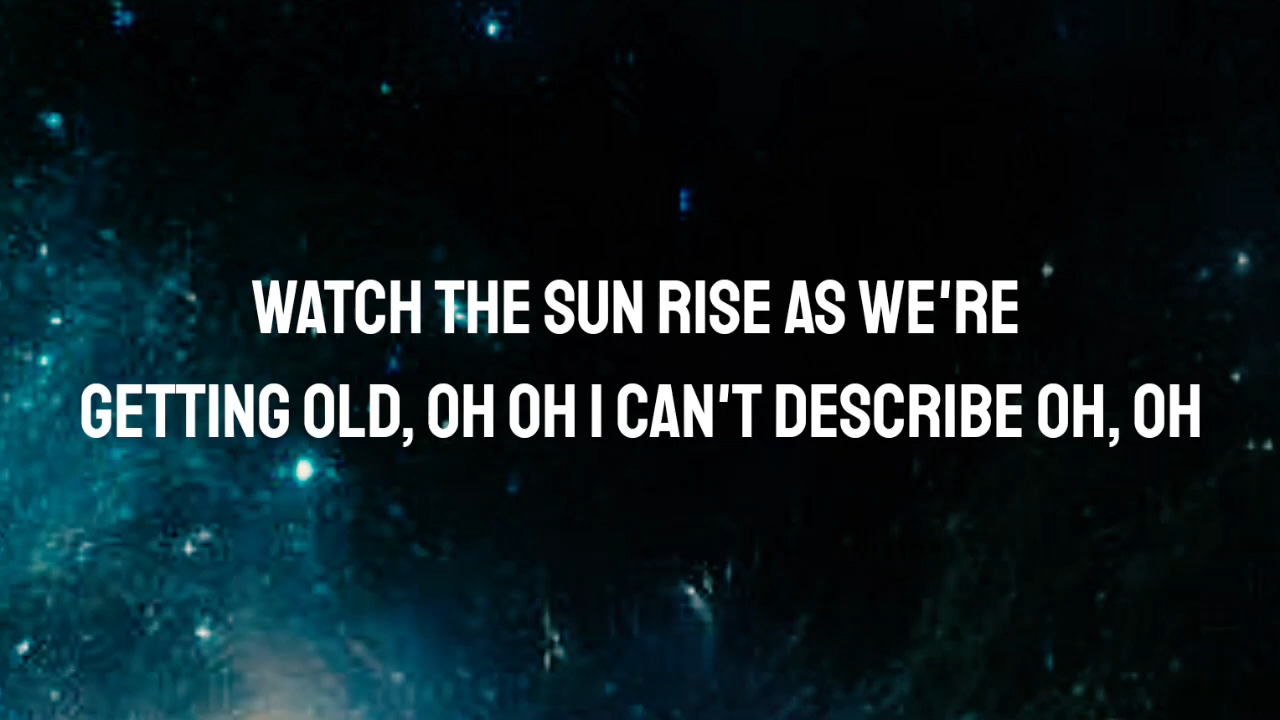 WATCH THE SUN RISE AS WE'RE
GETTING OLD, OH OH I CAN'T DESCRIBE OH, OH